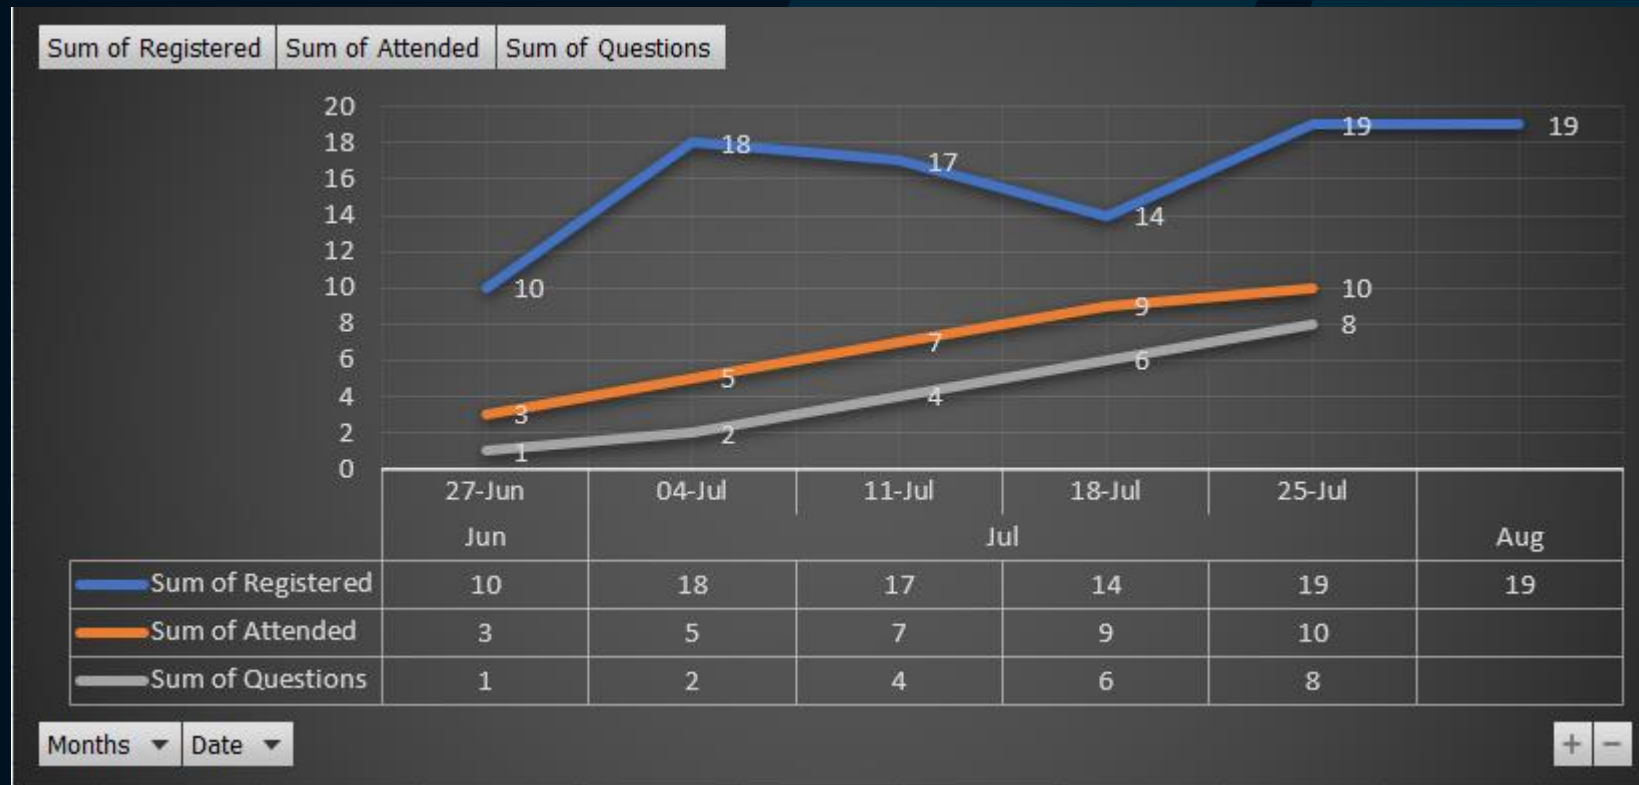 Sum of Registered Sum of Attended Sum of Questions
20
18
16
14
12
10
8
6
4
2
0
10 18 17 14 19 19
3 5 7 9 10
1 2 4 6 8
27-Jun 04-Jul 11-Jul 18-Jul 25-Jul
Jun Jul Aug
Sum of Registered 10 18 17 14 19 19
Sum of Attended 3 5 7 9 10
Sum of Questions 1 2 4 6 8
Months Date + −